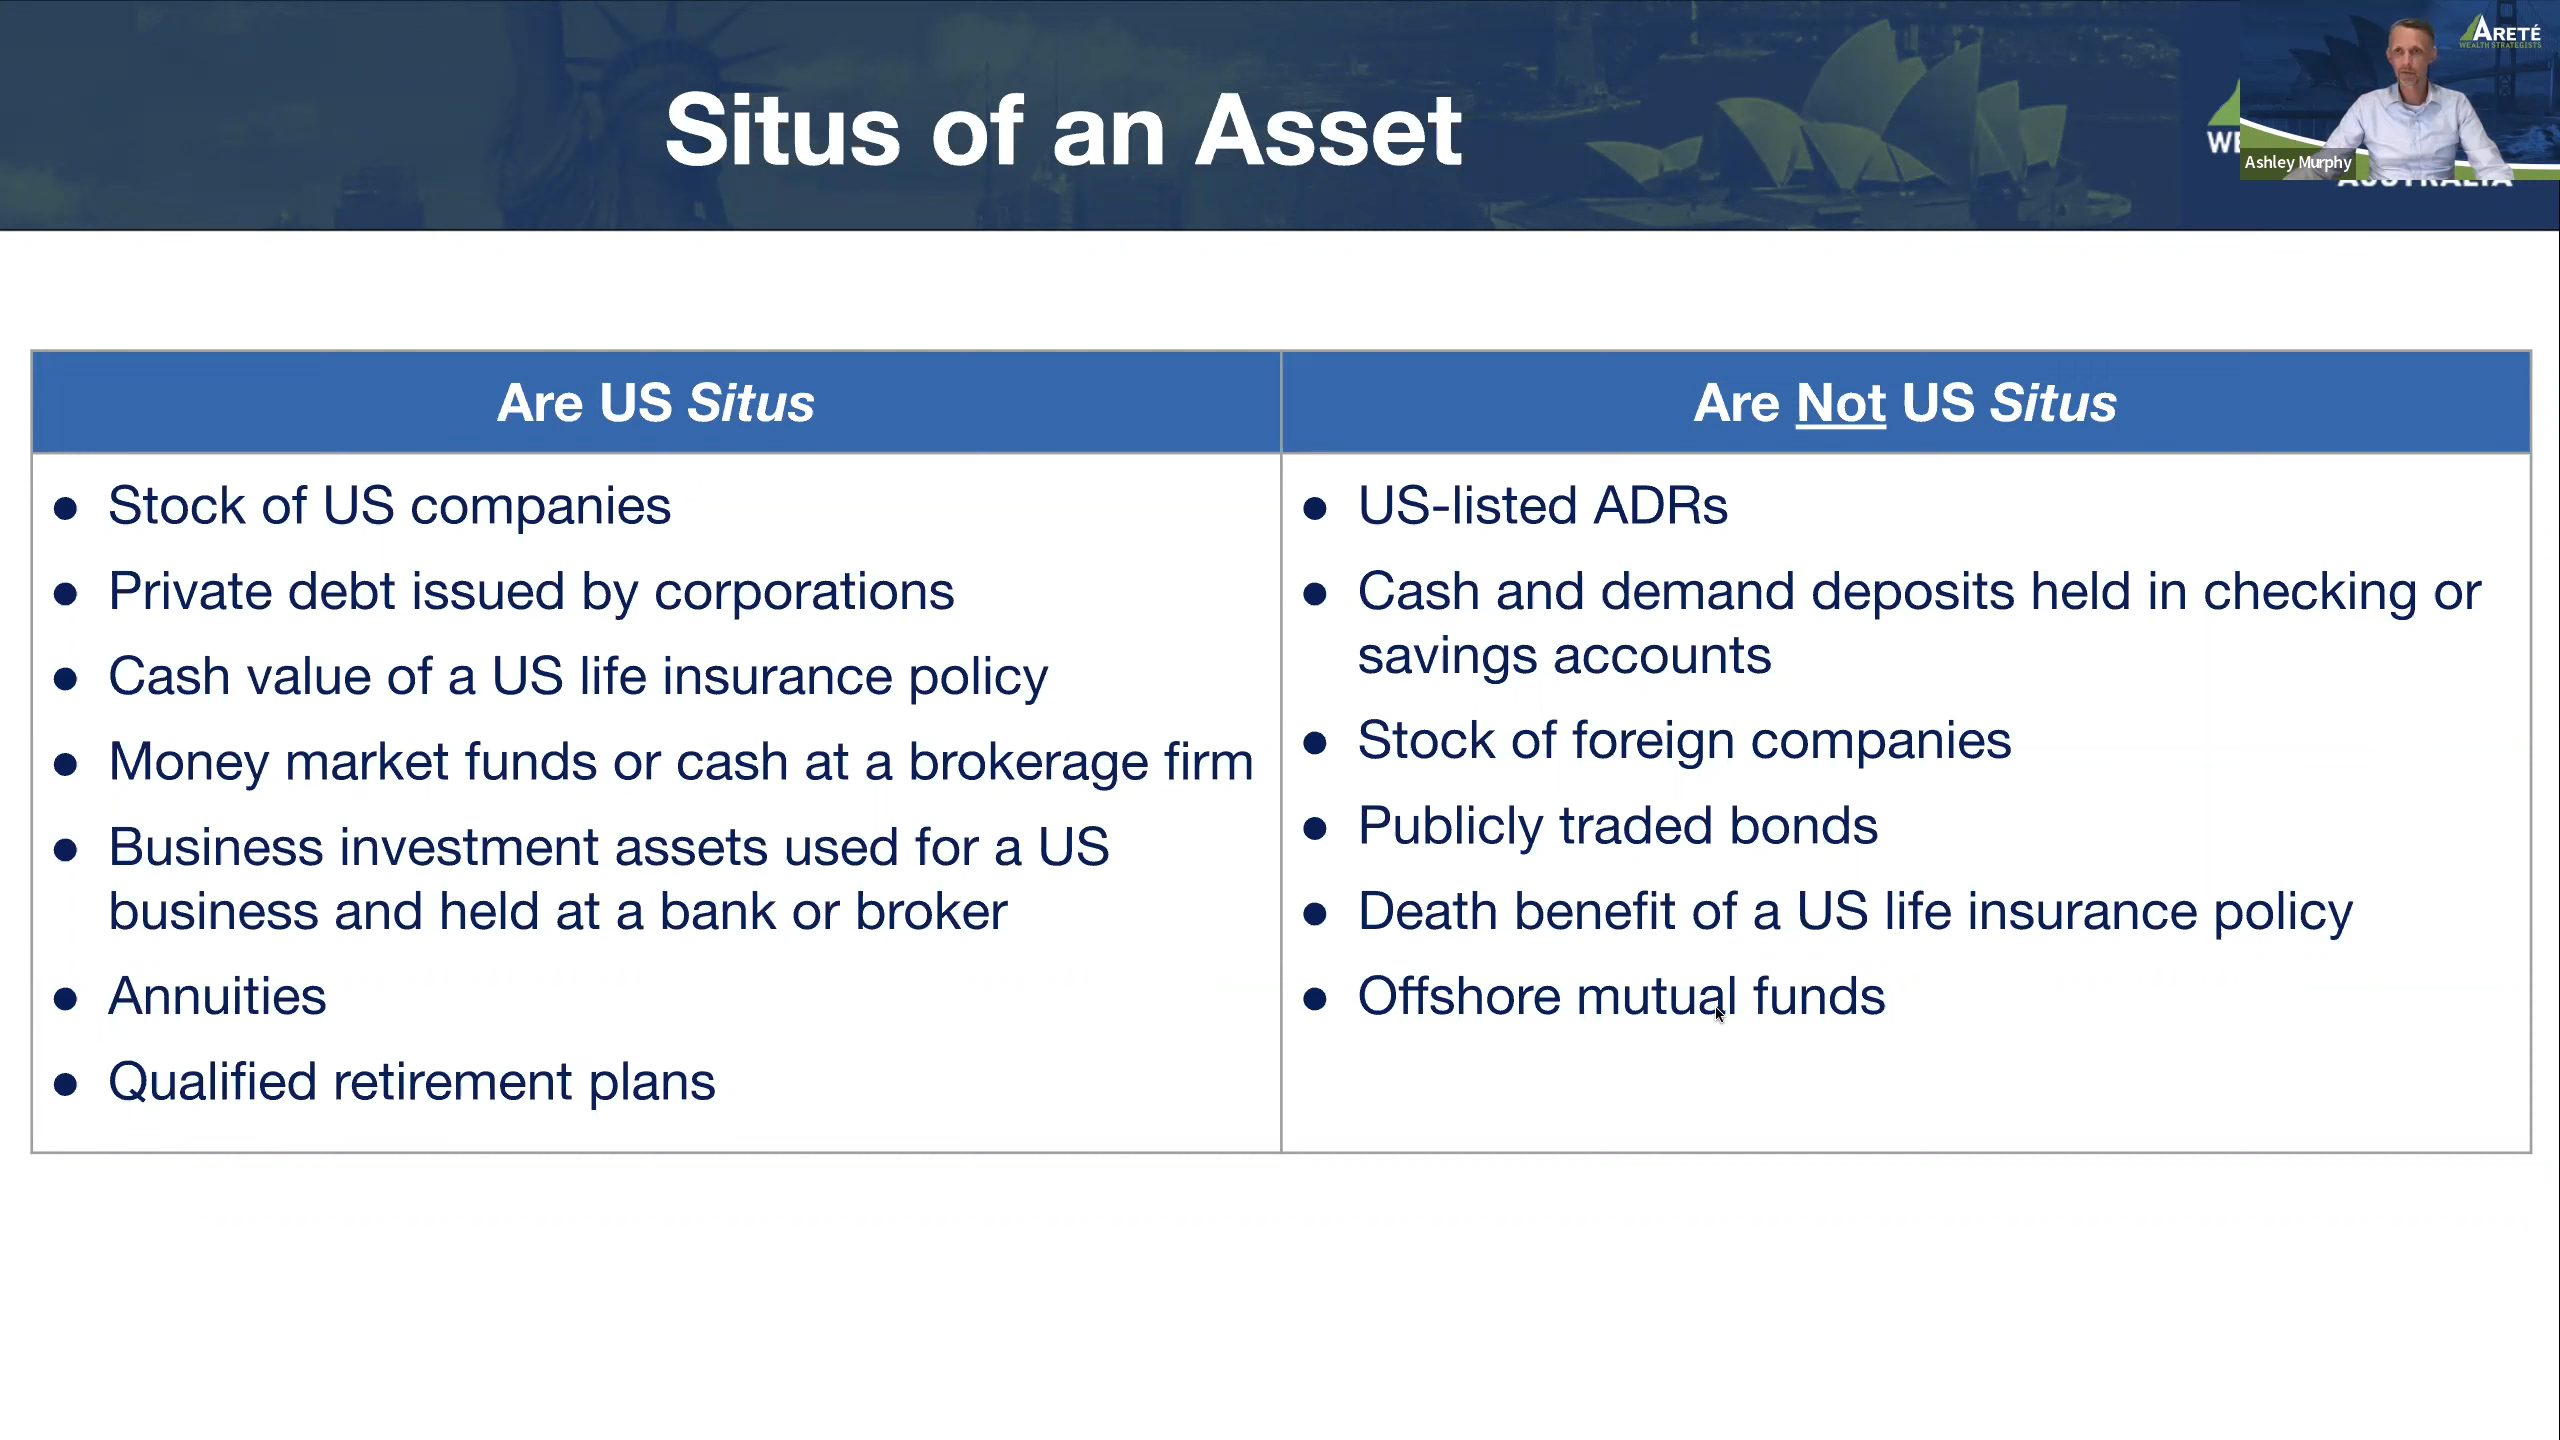 Situs of an Asset
ARETÉ
WEALTH STRATEGISTS
WE
Ashley Murphy
AUSTRALIA
Are US Situs
Are Not US Situs
● Stock of US companies
● Private debt issued by corporations
● Cash value of a US life insurance policy
● Money market funds or cash at a brokerage firm
● Business investment assets used for a US
business and held at a bank or broker
● Annuities
● Qualified retirement plans
● US-listed ADRs
● Cash and demand deposits held in checking or
savings accounts
● Stock of foreign companies
● Publicly traded bonds
● Death benefit of a US life insurance policy
● Offshore mutual funds